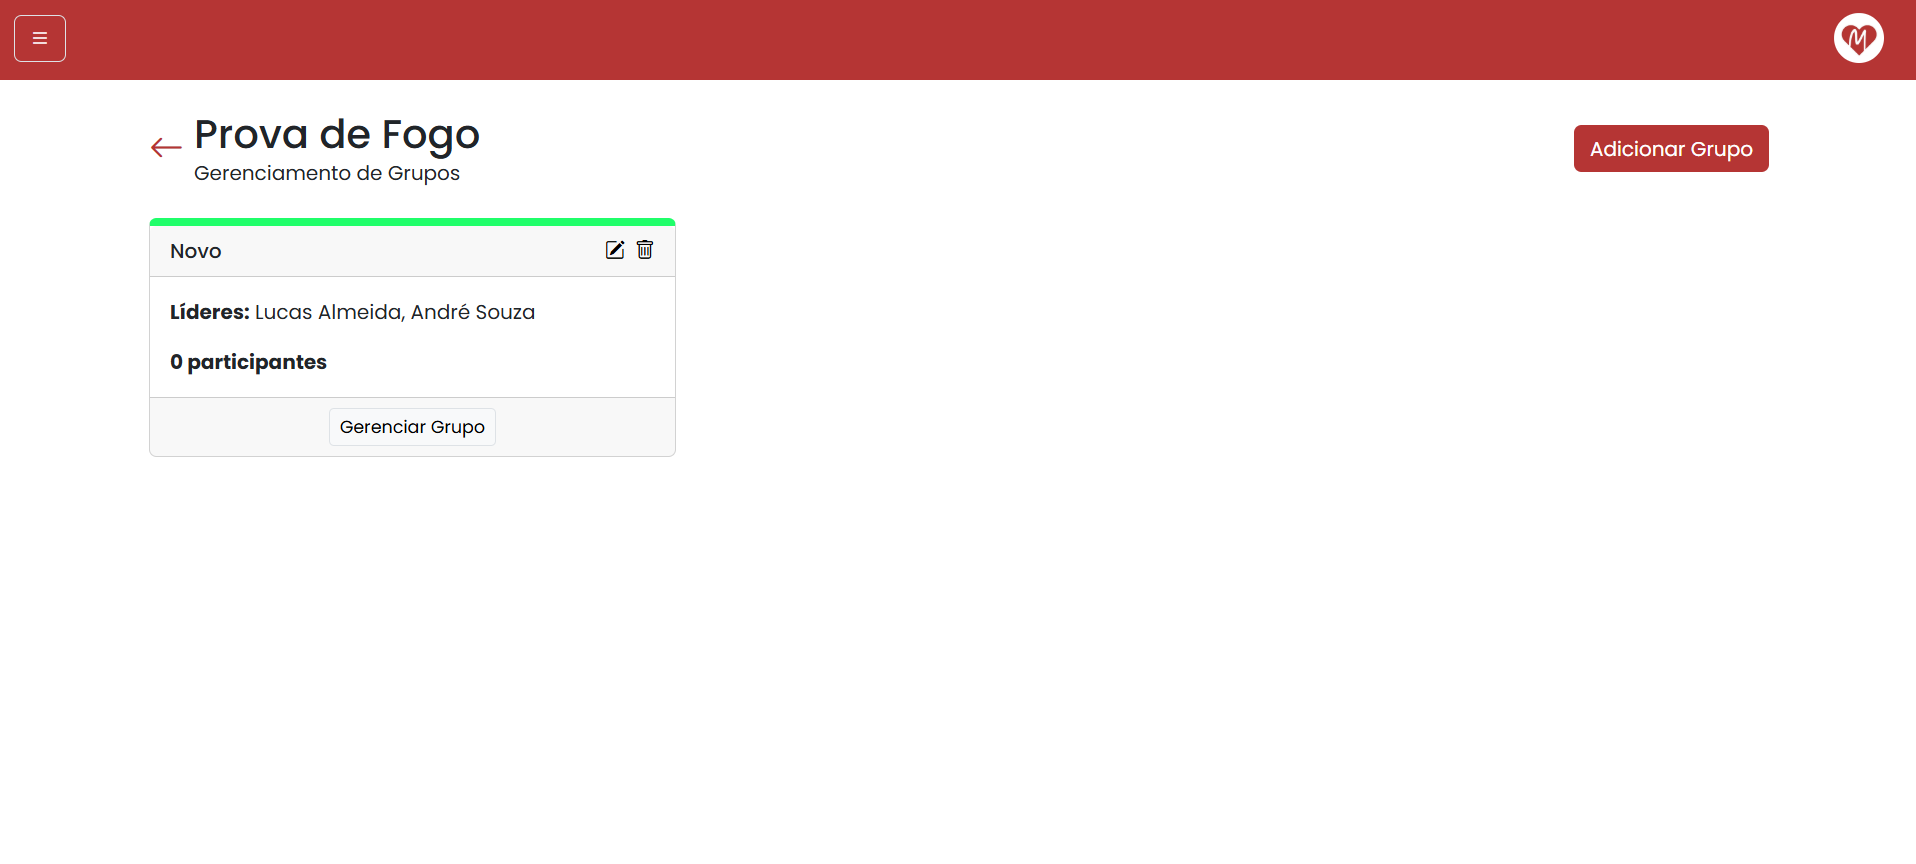 Prova de Fogo
Gerenciamento de Grupos
Adicionar Grupo
Novo
Líderes: Lucas Almeida, André Souza
0 participantes
Gerenciar Grupo